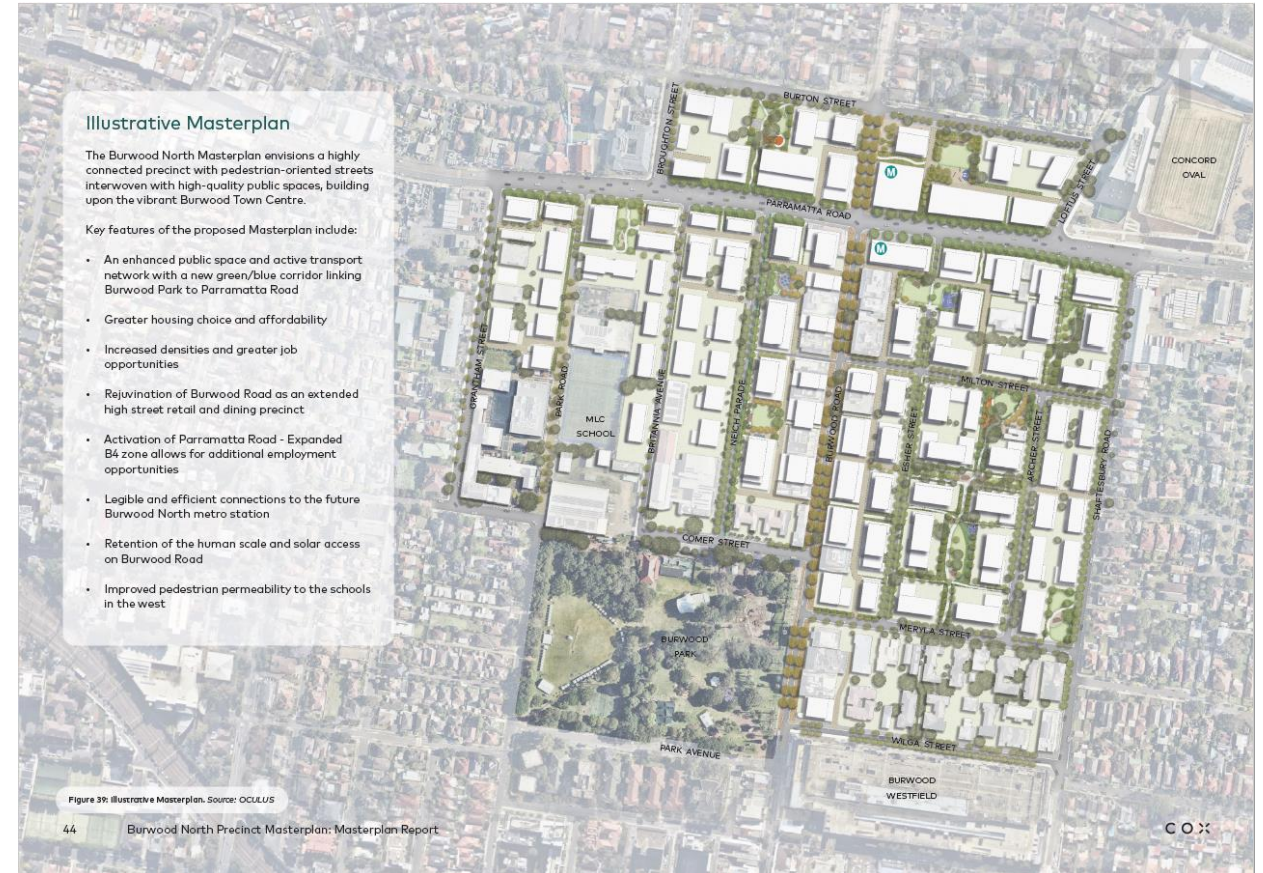 DRAFT
Illustrative Masterplan
The Burwood North Masterplan envisions a highly
connected precinct with pedestrian-oriented streets
interwoven with high-quality public spaces, building
upon the vibrant Burwood Town Centre.
Key features of the proposed Masterplan include:
• An enhanced public space and active transport
network with a new green/blue corridor linking
Burwood Park to Parramatta Road
• Greater housing choice and affordability
• Increased densities and greater job
opportunities
• Rejuvination of Burwood Road as an extended
high street retail and dining precinct
• Activation of Parramatta Road - Expanded
B4 zone allows for additional employment
opportunities
• Legible and efficient connections to the future
Burwood North metro station
• Retention of the human scale and solar access
on Burwood Road
• Improved pedestrian permeability to the schools
in the west
BURTON STREET
BROUGHTON STREET
CONCORD
OVAL
M
LOFTUS STREET
PARRAMATTA ROAD
M
GRANTHAM STREET
PARK ROAD
MLC
SCHOOL
BRITANNIA AVENUE
NEICH PARADE
BURWOOD ROAD
MILTON STREET
ESHER STREET
ARCHER STREET
SHAFTESBURY ROAD
COMER STREET
BURWOOD
PARK
MERYLA STREET
PARK AVENUE
WILGA STREET
BURWOOD
WESTFIELD
Figure 39: Illustrative Masterplan. Source: OCULUS
44 Burwood North Precinct Masterplan: Masterplan Report
COX